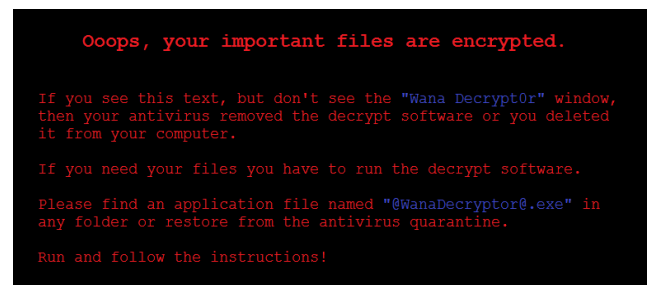 Ooops, your important files are encrypted.
If you see this text, but don't see the "Wana Decrypt0r" window,
then your antivirus removed the decrypt software or you deleted
it from your computer.
If you need your files you have to run the decrypt software.
Please find an application file named "@WanaDecryptor@.exe" in
any folder or restore from the antivirus quarantine.
Run and follow the instructions!